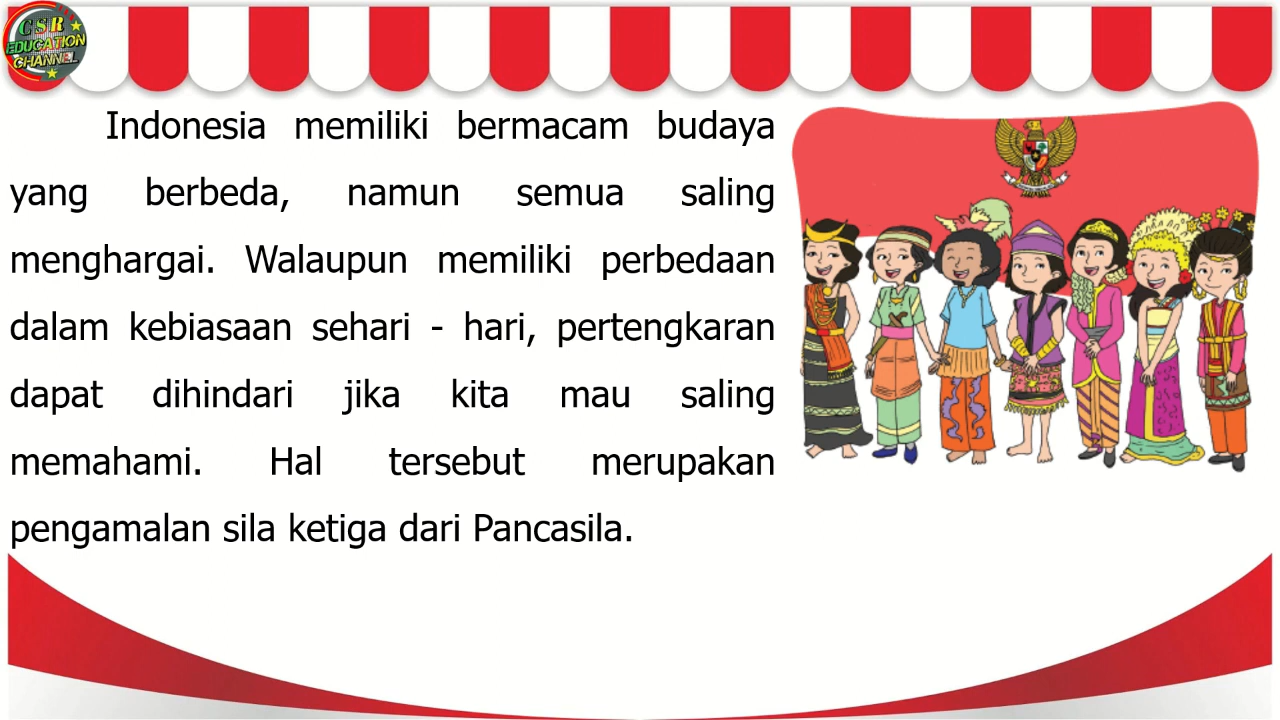 CSR
EDUCATION
CHANNEL
Indonesia memiliki bermacam budaya
yang berbeda, namun semua saling
menghargai. Walaupun memiliki perbedaan
dalam kebiasaan sehari - hari, pertengkaran
dapat dihindari jika kita mau saling
memahami. Hal tersebut merupakan
pengamalan sila ketiga dari Pancasila.